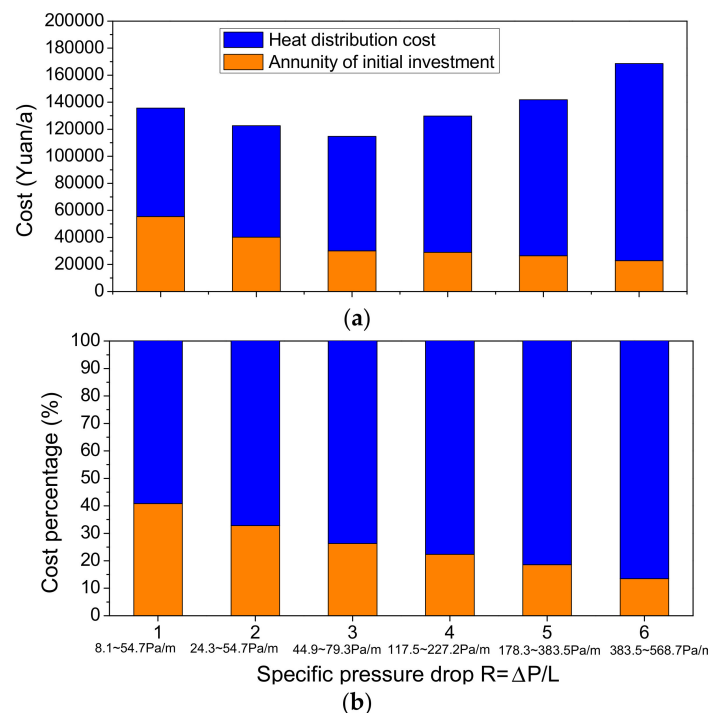 200000
180000
160000
140000
120000
100000
80000
60000
40000
20000
0
Cost (Yuan/a)
Heat distribution cost
Annunity of initial investment
(a)
100
90
80
70
60
50
40
30
20
10
0
Cost percentage (%)
1 2 3 4 5 6
8.1~54.7Pa/m 24.3~54.7Pa/m 44.9~79.3Pa/m 117.5~227.2Pa/m 178.3~383.5Pa/m 383.5~568.7Pa/m
Specific pressure drop R=ΔP/L
(b)